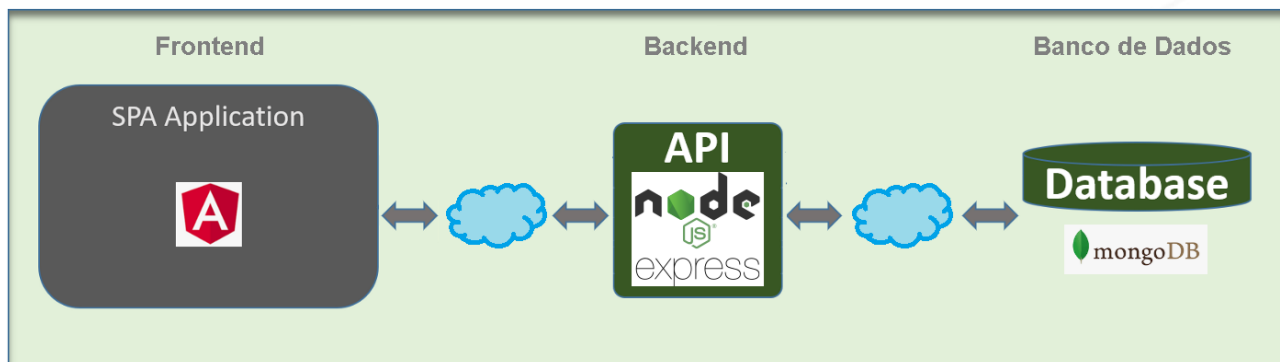 Frontend
Backend
Banco de Dados
SPA Application
A
API
node
JS
express
Database
mongoDB